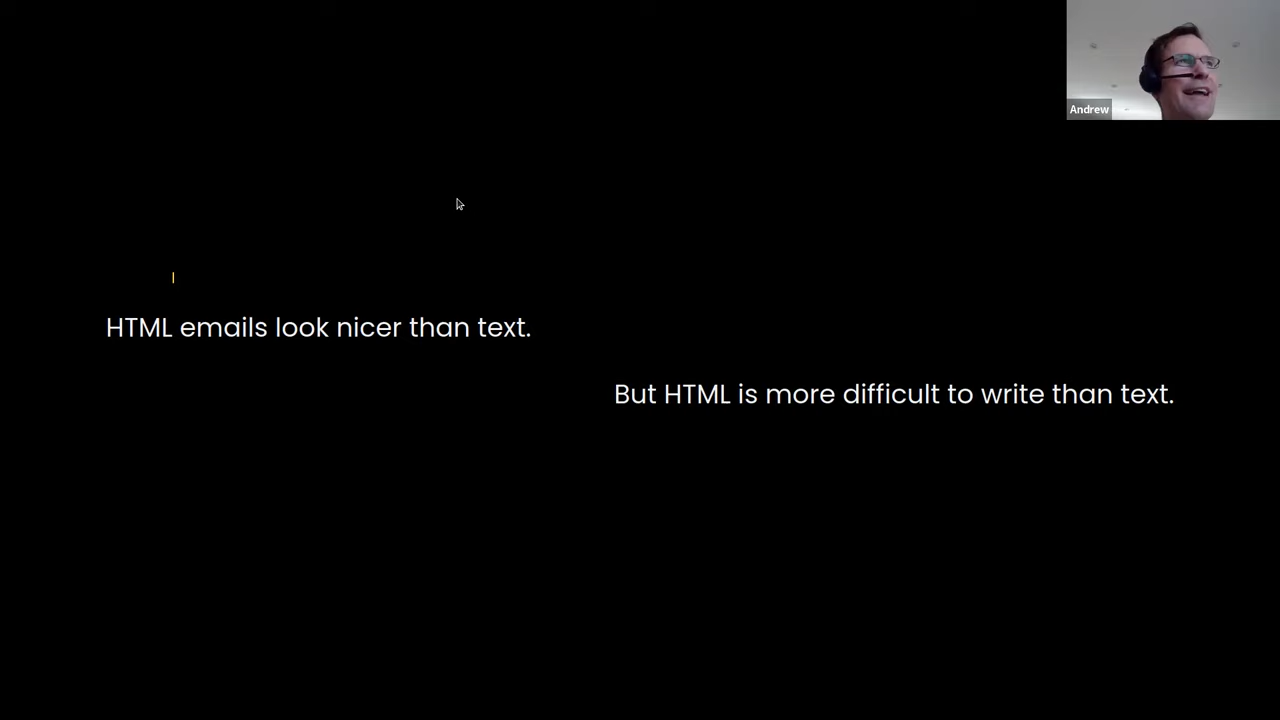 Andrew
HTML emails look nicer than text.
But HTML is more difficult to write than text.